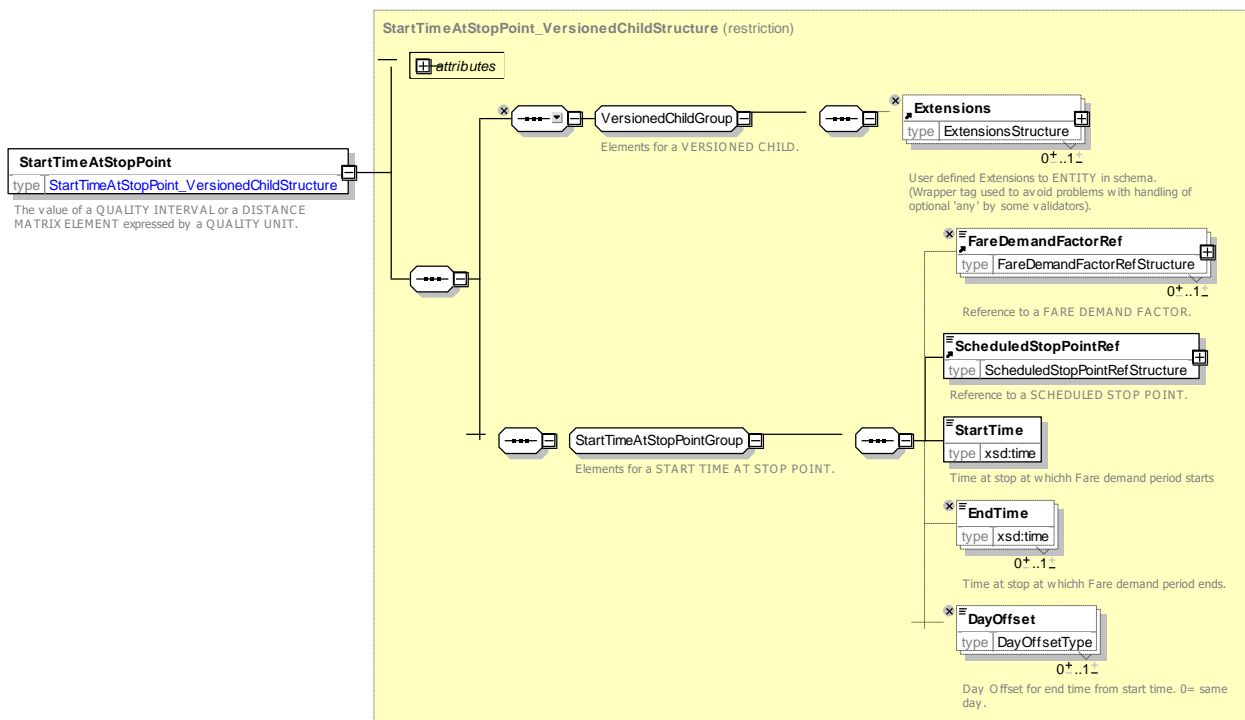 StartTimeAtStopPoint_VersionedChildStructure (restriction)
attributes
VersionedChildGroup
Elements for a VERSIONED CHILD.
Extensions
type ExtensionsStructure
0..1
User defined Extensions to ENTITY in schema.
(Wrapper tag used to avoid problems with handling of
optional 'any' by some validators).
StartTimeAtStopPoint
type StartTimeAtStopPoint_VersionedChildStructure
The value of a QUALITY INTERVAL or a DISTANCE
MATRIX ELEMENT expressed by a QUALITY UNIT.
FareDemandFactorRef
type FareDemandFactorRefStructure
0..1
Reference to a FARE DEMAND FACTOR.
ScheduledStopPointRef
type ScheduledStopPointRefStructure
Reference to a SCHEDULED STOP POINT.
StartTimeAtStopPointGroup
Elements for a START TIME AT STOP POINT.
StartTime
type xsd:time
Time at stop at whichh Fare demand period starts
EndTime
type xsd:time
0..1
Time at stop at whichh Fare demand period ends.
DayOffset
type DayOffsetType
0..1
Day Offset for end time from start time. 0= same
day.